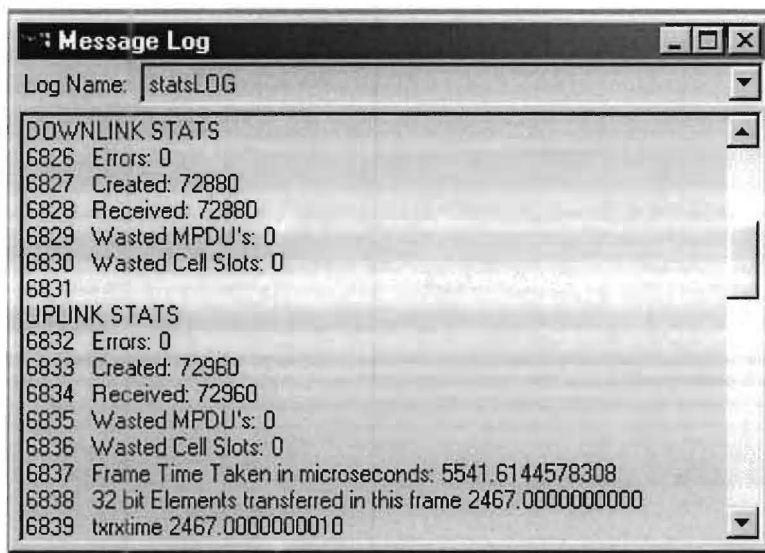 Message Log
Log Name: statsLOG
DOWNLINK STATS
6826 Errors: 0
6827 Created: 72880
6828 Received: 72880
6829 Wasted MPDU's: 0
6830 Wasted Cell Slots: 0
6831
UPLINK STATS
6832 Errors: 0
6833 Created: 72960
6834 Received: 72960
6835 Wasted MPDU's: 0
6836 Wasted Cell Slots: 0
6837 Frame Time Taken in microseconds: 5541.6144578308
6838 32 bit Elements transferred in this frame 2467.0000000000
6839 txrxtime 2467.0000000010